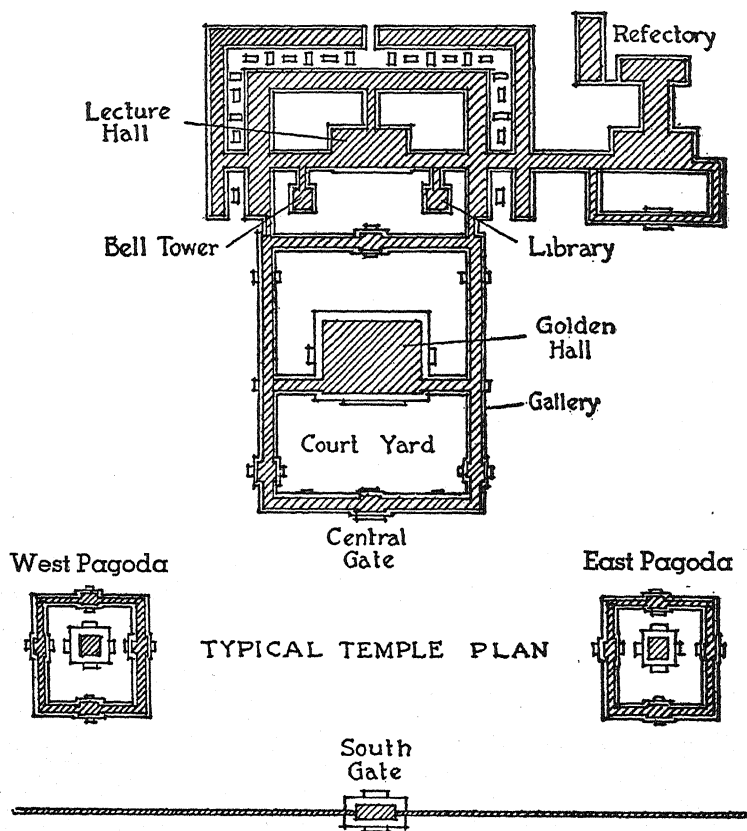 Refectory
Lecture
Hall
Bell Tower
Library
Golden
Hall
Gallery
Court Yard
Central
Gate
West Pagoda
East Pagoda
TYPICAL TEMPLE PLAN
South
Gate